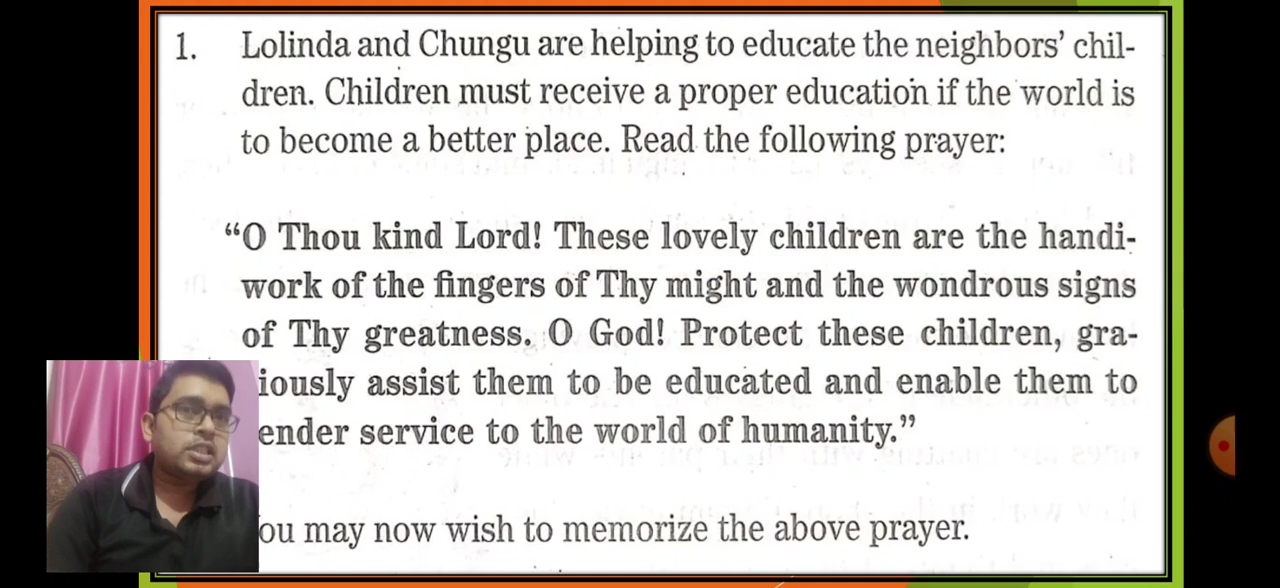 1. Lolinda and Chungu are helping to educate the neighbors’ chil-
dren. Children must receive a proper education if the world is
to become a better place. Read the following prayer:
“O Thou kind Lord! These lovely children are the handi-
work of the fingers of Thy might and the wondrous signs
of Thy greatness. O God! Protect these children, gra-
iously assist them to be educated and enable them to
ender service to the world of humanity.”
ou may now wish to memorize the above prayer.